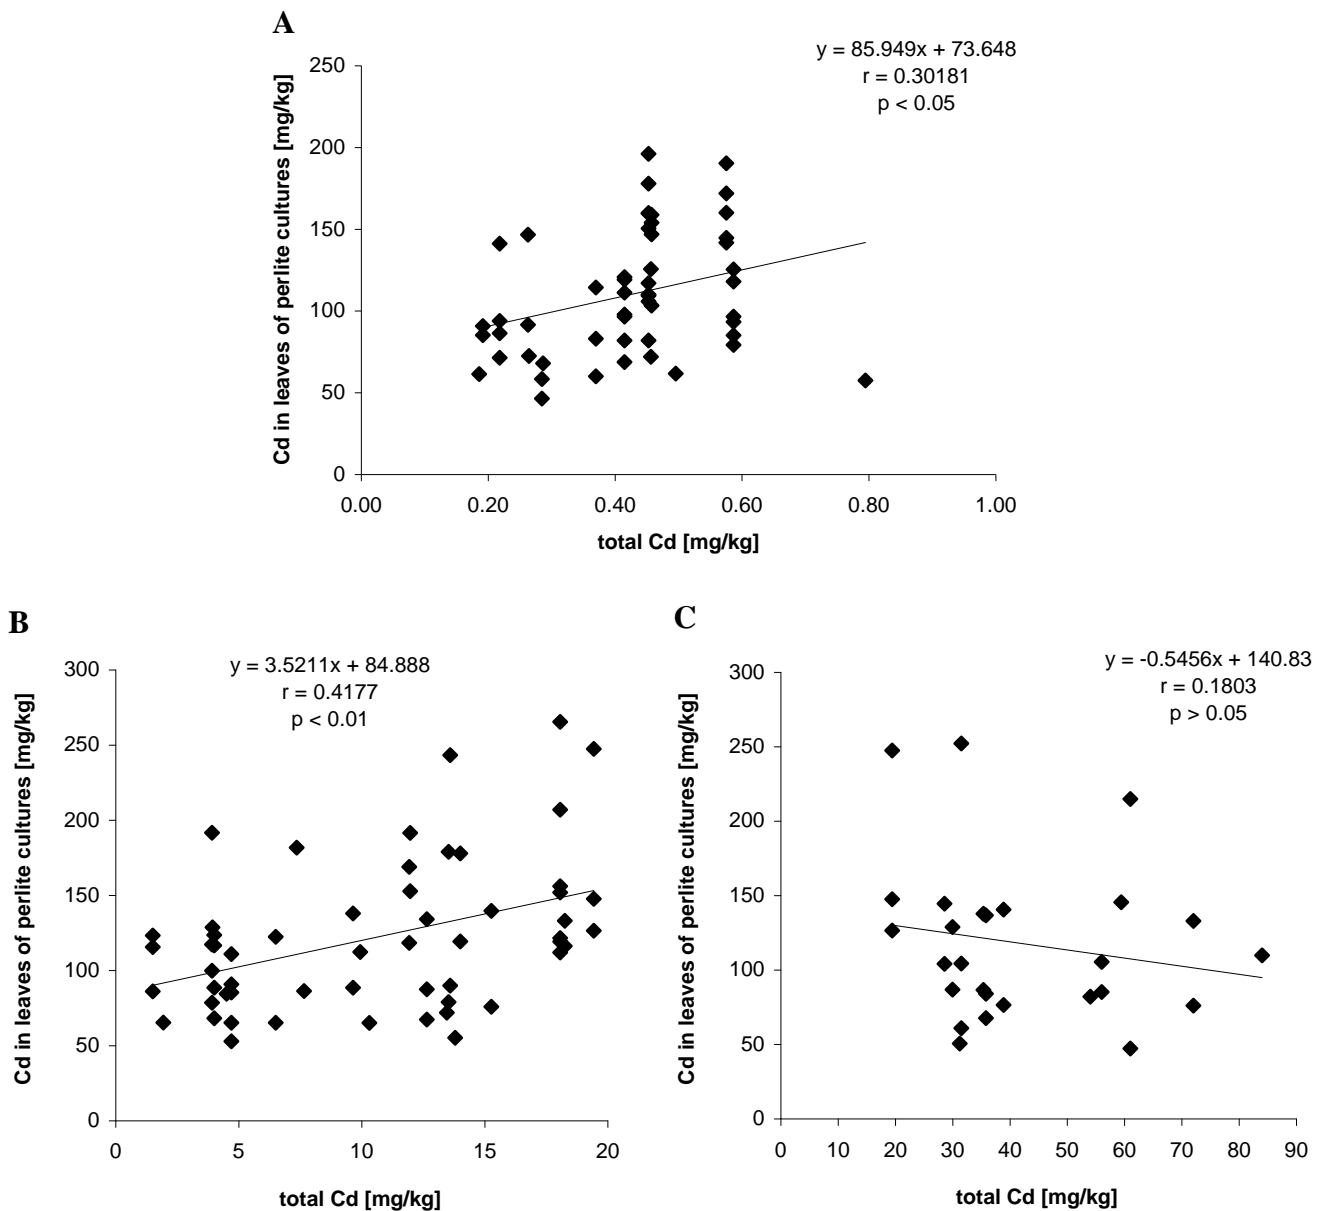 A
y = 85.949x + 73.648
r = 0.30181
p < 0.05
Cd in leaves of perlite cultures [mg/kg]
250
200
150
100
50
0
0.00 0.20 0.40 0.60 0.80 1.00
total Cd [mg/kg]
B
y = 3.5211x + 84.888
r = 0.4177
p < 0.01
Cd in leaves of perlite cultures [mg/kg]
300
250
200
150
100
50
0
0 5 10 15 20
total Cd [mg/kg]
C
y = -0.5456x + 140.83
r = 0.1803
p > 0.05
Cd in leaves of perlite cultures [mg/kg]
300
250
200
150
100
50
0
0 10 20 30 40 50 60 70 80 90
total Cd [mg/kg]